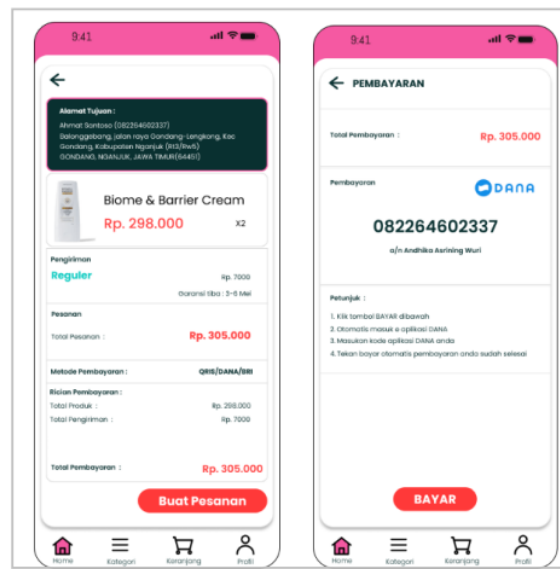 9:41
Alamat Tujuan :
Ahmat Santoso (082264602337)
Balonggebang, jalan raya Gondang-Lengkong, Kec
Gondang, Kabupaten Nganjuk (Rt3/Rw5)
GONDANG, NGANJUK, JAWA TIMUR(64451)
Biome & Barrier Cream
Rp. 298.000
X2
Pengiriman
Reguler
Rp. 7000
Garansi tiba : 2-6 Mei
Pesanan
Total Pesanan :
Rp. 305.000
Metode Pembayaran :
QRIS/DANA/BRI
Rician Pembayaran :
Total Produk :
Rp. 298.000
Total Pengiriman :
Rp. 7000
Total Pembayaran :
Rp. 305.000
Buat Pesanan
Home
Kategori
Keranjang
Profil
9:41
PEMBAYARAN
Total Pembayaran :
Rp. 305.000
Pembayaran
DANA
082264602337
a/n Andhika Asrining Wuri
Petunjuk :
1. Klik tombol BAYAR dibawah
2. Otomatis masuk e aplikasi DANA
3. Masukan kode aplikasi DANA anda
4. Tekan bayar otomatis pembayaran anda sudah selesai
BAYAR
Home
Kategori
Keranjang
Profil